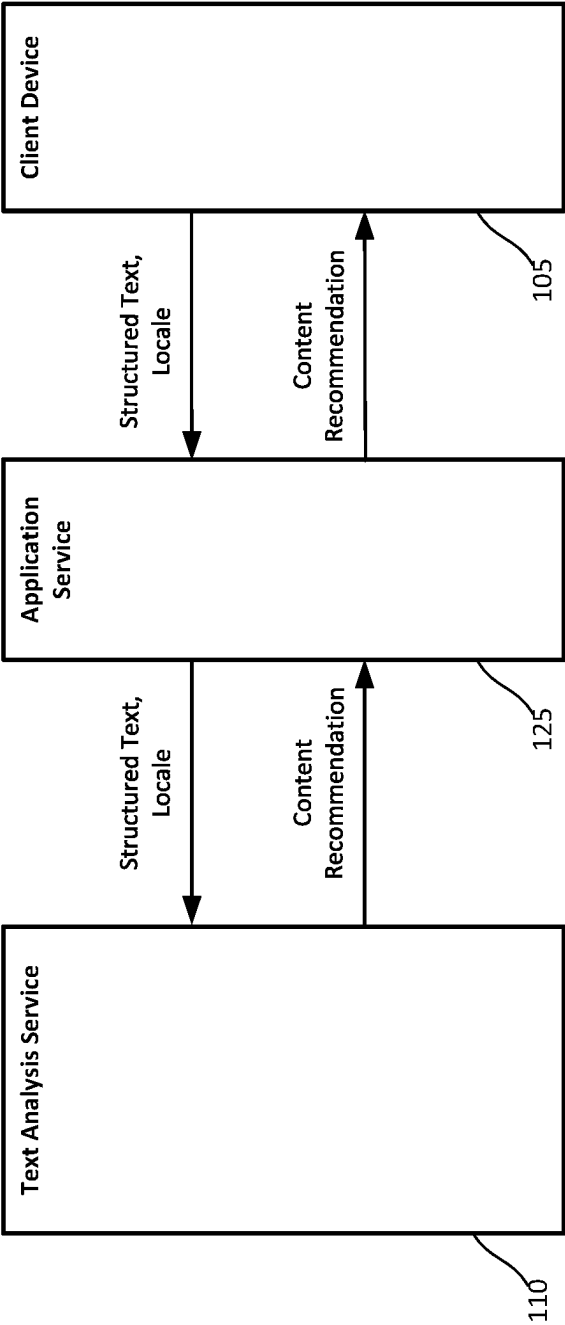 Text Analysis Service
Application
Service
Client Device
Structured Text,
Locale
Structured Text,
Locale
Content
Recommendation
Content
Recommendation
110
125
105